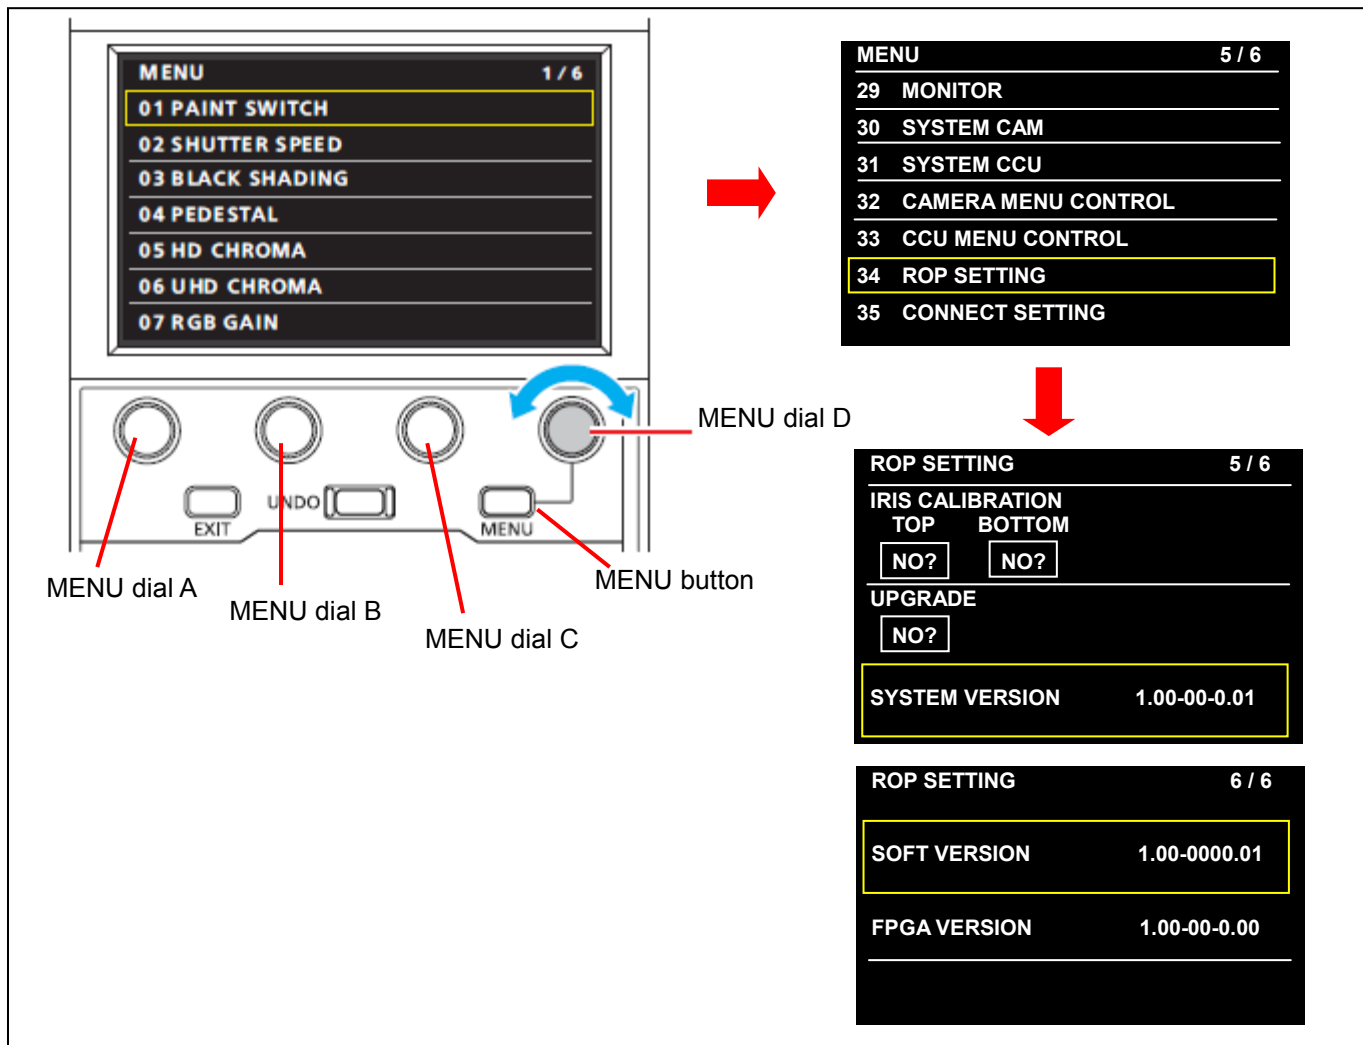 MENU 1 / 6
01 PAINT SWITCH
02 SHUTTER SPEED
03 BLACK SHADING
04 PEDESTAL
05 HD CHROMA
06 UHD CHROMA
07 RGB GAIN
MENU dial D
EXIT
UNDO
MENU
MENU dial A
MENU dial B
MENU dial C
MENU button
MENU 5 / 6
29 MONITOR
30 SYSTEM CAM
31 SYSTEM CCU
32 CAMERA MENU CONTROL
33 CCU MENU CONTROL
34 ROP SETTING
35 CONNECT SETTING
ROP SETTING 5 / 6
IRIS CALIBRATION
TOP BOTTOM
NO? NO?
UPGRADE
NO?
SYSTEM VERSION 1.00-00-0.01
ROP SETTING 6 / 6
SOFT VERSION 1.00-0000.01
FPGA VERSION 1.00-00-0.00